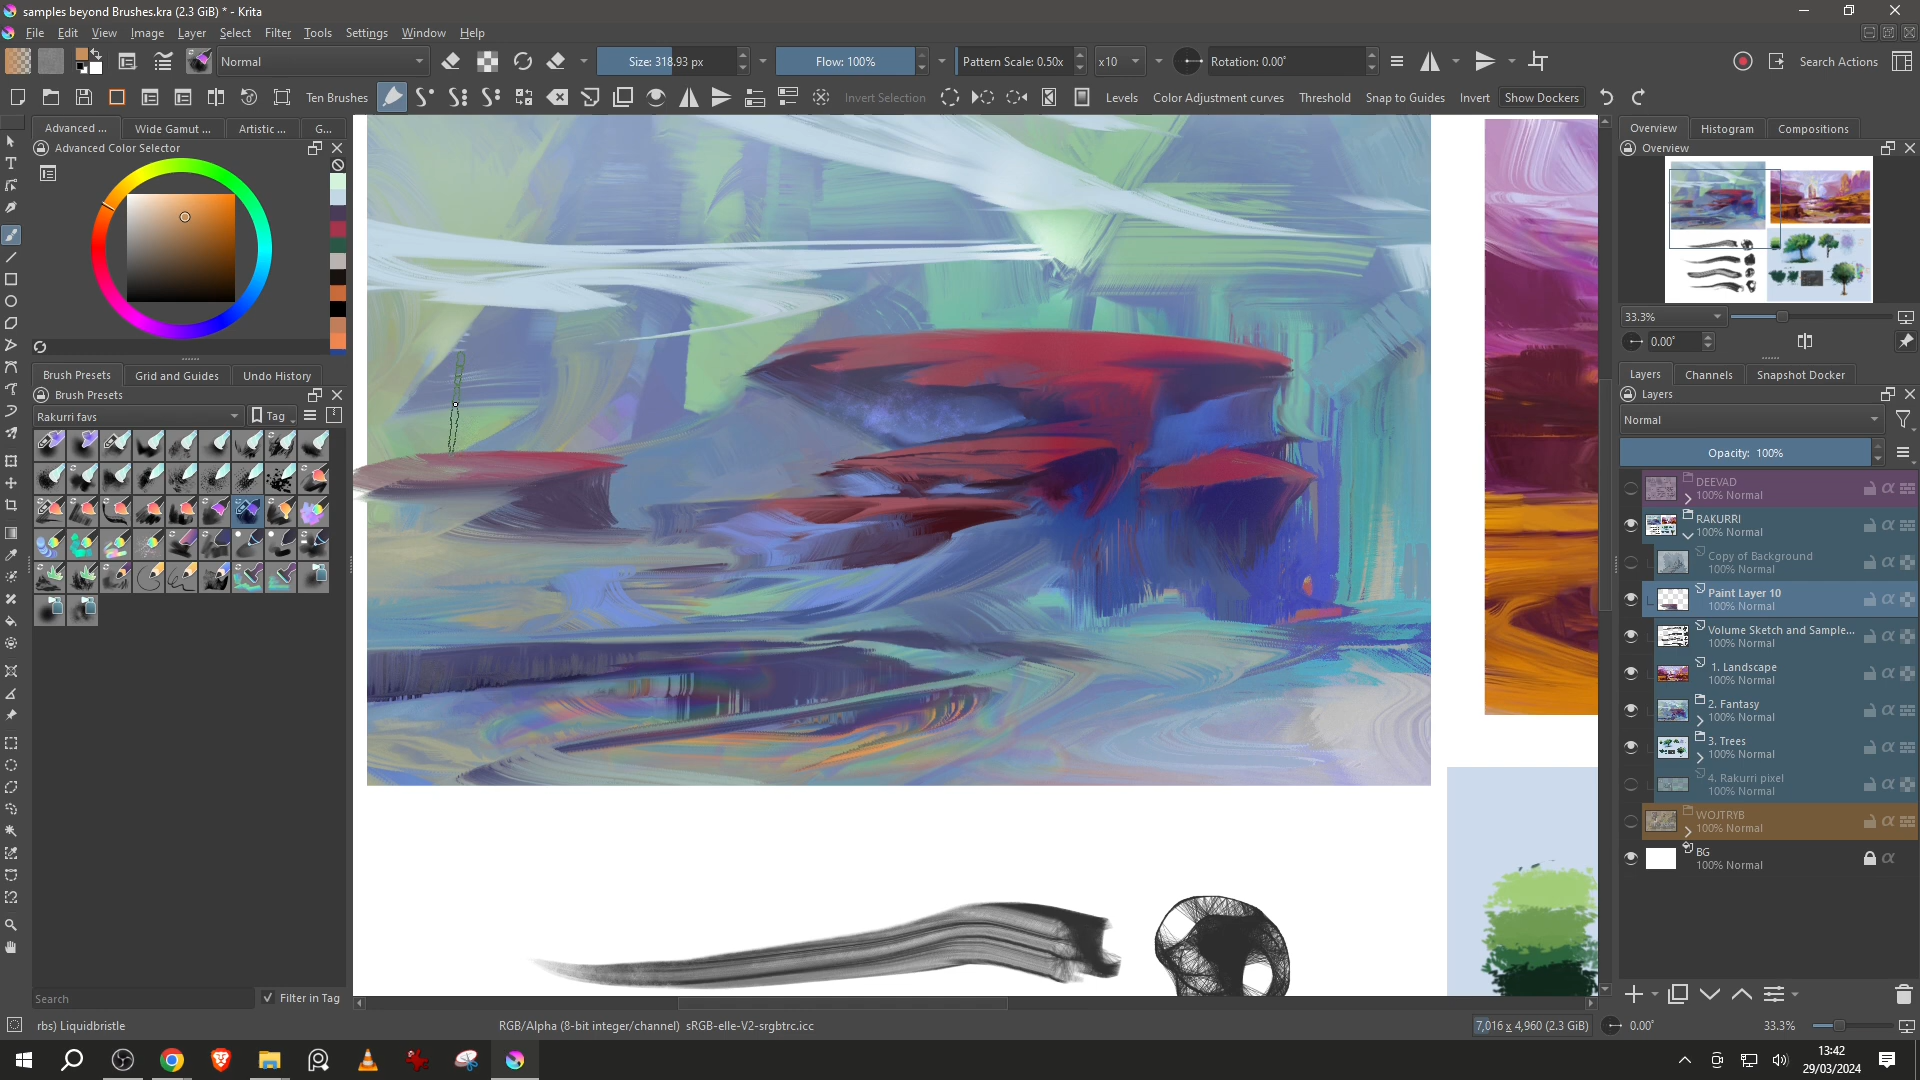 samples beyond Brushes.kra (2.3 GiB) * - Krita
File Edit View Image Layer Select Filter Tools Settings Window Help
Normal Size: 318.93 px Flow: 100% Pattern Scale: 0.50x x10 Rotation: 0.00° Search Actions
Ten Brushes Invert Selection Levels Color Adjustment curves Threshold Snap to Guides Invert Show Dockers
Advanced ... Wide Gamut ... Artistic ... G...
Advanced Color Selector
Brush Presets Grid and Guides Undo History
Brush Presets
Rakurri favs Tag
Search Filter in Tag
Overview Histogram Compositions
Overview
33.3%
0.00°
Layers Channels Snapshot Docker
Layers
Normal
Opacity: 100%
DEEVAD
100% Normal
RAKURRI
100% Normal
Copy of Background
100% Normal
Paint Layer 10
100% Normal
Volume Sketch and Sample...
100% Normal
1. Landscape
100% Normal
2. Fantasy
100% Normal
3. Trees
100% Normal
4. Rakurri pixel
100% Normal
WOJTRYB
100% Normal
BG
100% Normal
rbs) Liquidbristle RGB/Alpha (8-bit integer/channel) sRGB-elle-V2-srgbtrc.icc 7,016 x 4,960 (2.3 GiB) 0.00° 33.3%
13:42
29/03/2024